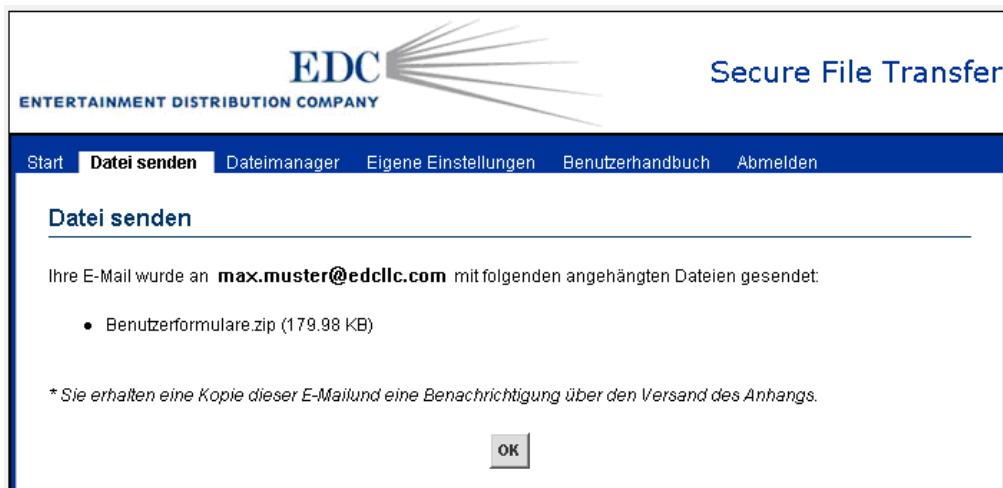 EDC
ENTERTAINMENT DISTRIBUTION COMPANY
Secure File Transfer
Start Datei senden Dateimanager Eigene Einstellungen Benutzerhandbuch Abmelden
Datei senden
Ihre E-Mail wurde an max.muster@edcllc.com mit folgenden angehängten Dateien gesendet:
• Benutzerformulare.zip (179.98 KB)
* Sie erhalten eine Kopie dieser E-Mailund eine Benachrichtigung über den Versand des Anhangs.
OK